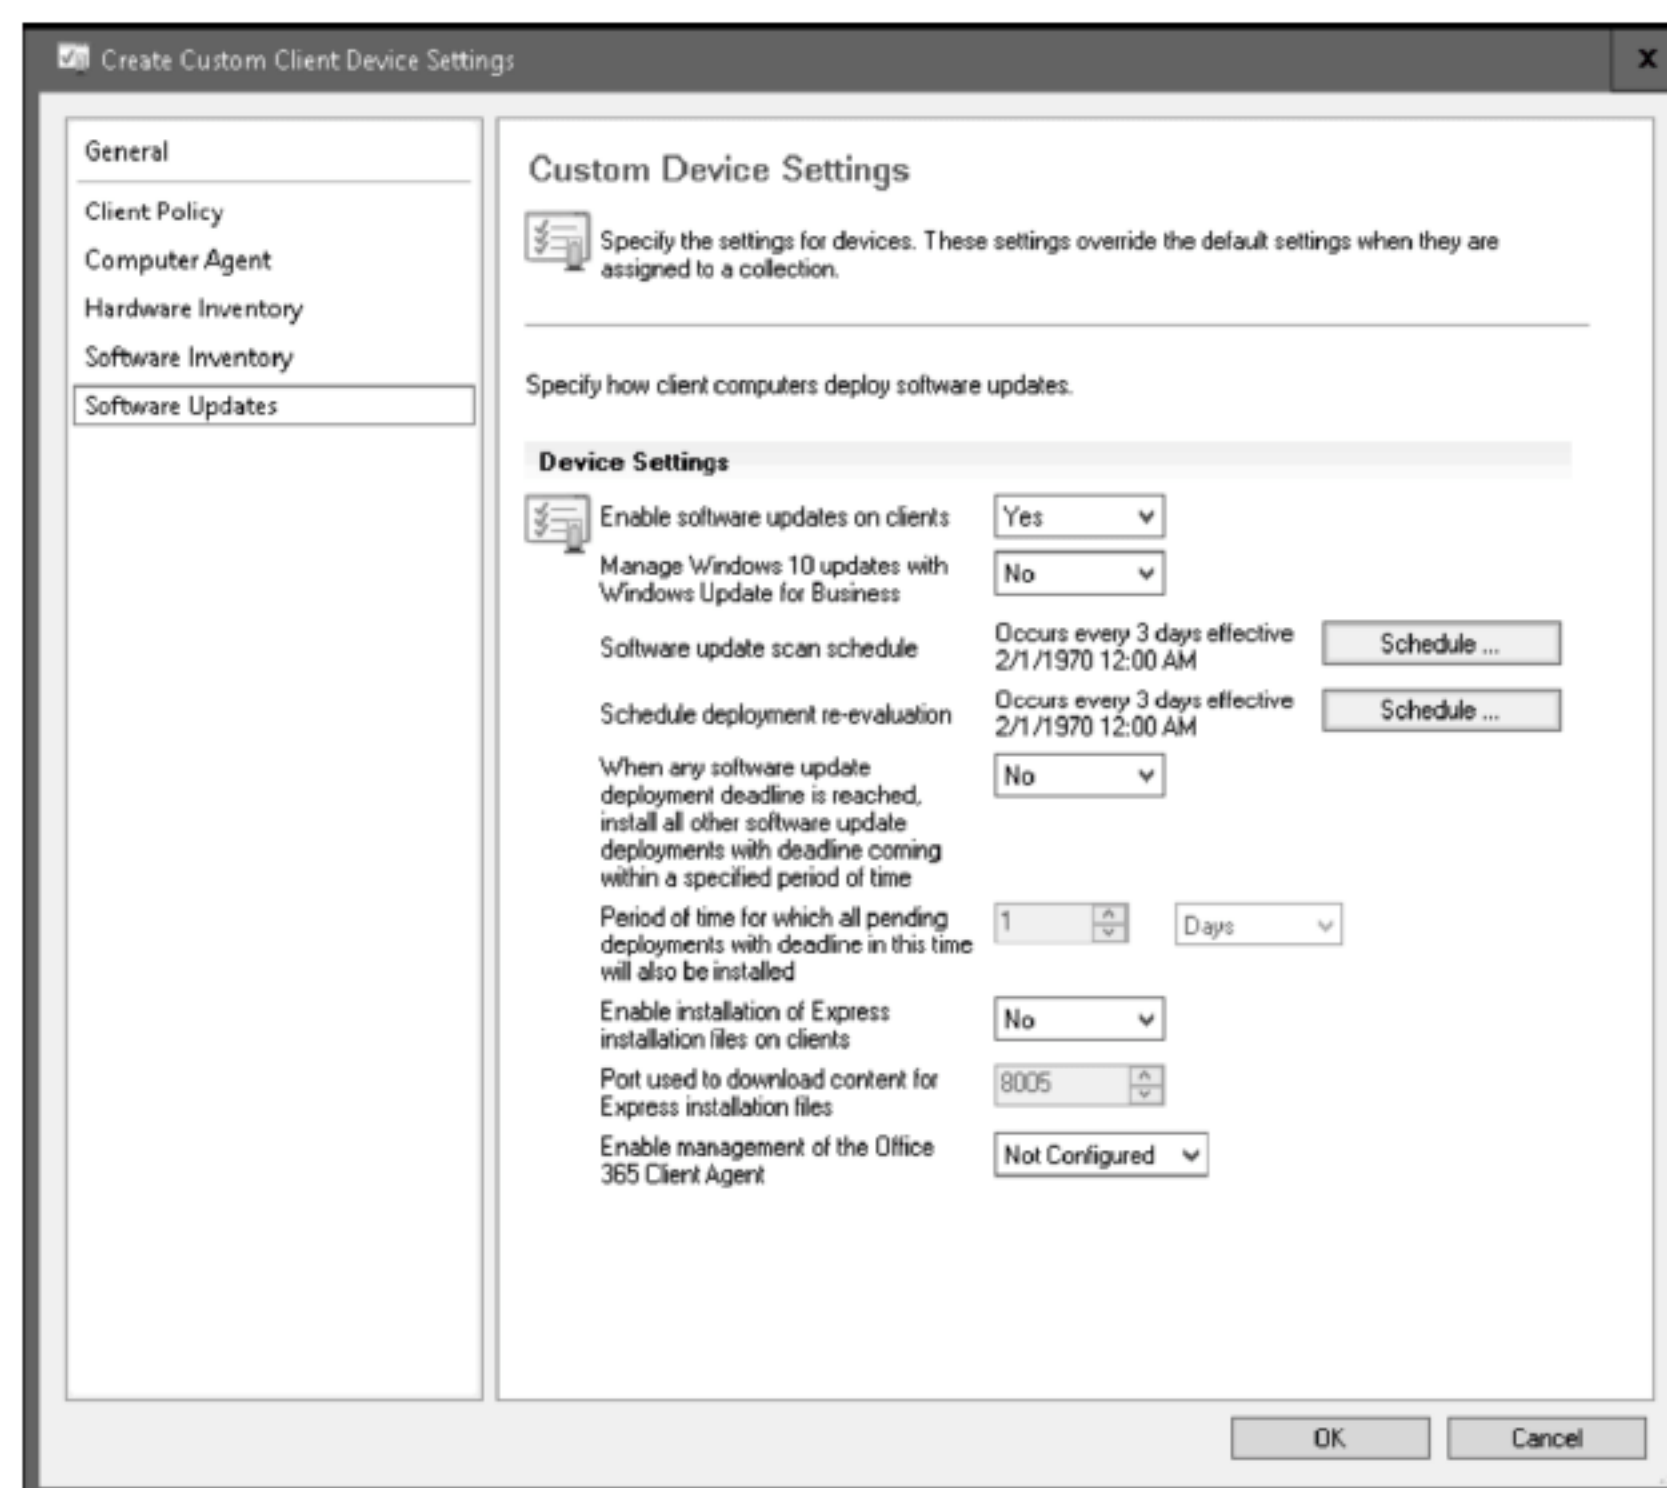 Create Custom Client Device Settings
x
General
Client Policy
Computer Agent
Hardware Inventory
Software Inventory
Software Updates
Custom Device Settings
Specify the settings for devices. These settings override the default settings when they are
assigned to a collection.
Specify how client computers deploy software updates.
Device Settings
Enable software updates on clients
Yes
Manage Windows 10 updates with
Windows Update for Business
No
Software update scan schedule
Occurs every 3 days effective
2/1/1970 12:00 AM
Schedule ...
Schedule deployment re-evaluation
Occurs every 3 days effective
2/1/1970 12:00 AM
Schedule ...
When any software update
deployment deadline is reached,
install all other software update
deployments with deadline coming
within a specified period of time
No
Period of time for which all pending
deployments with deadline in this time
will also be installed
1
Days
Enable installation of Express
installation files on clients
No
Port used to download content for
Express installation files
8005
Enable management of the Office
365 Client Agent
Not Configured
OK
Cancel